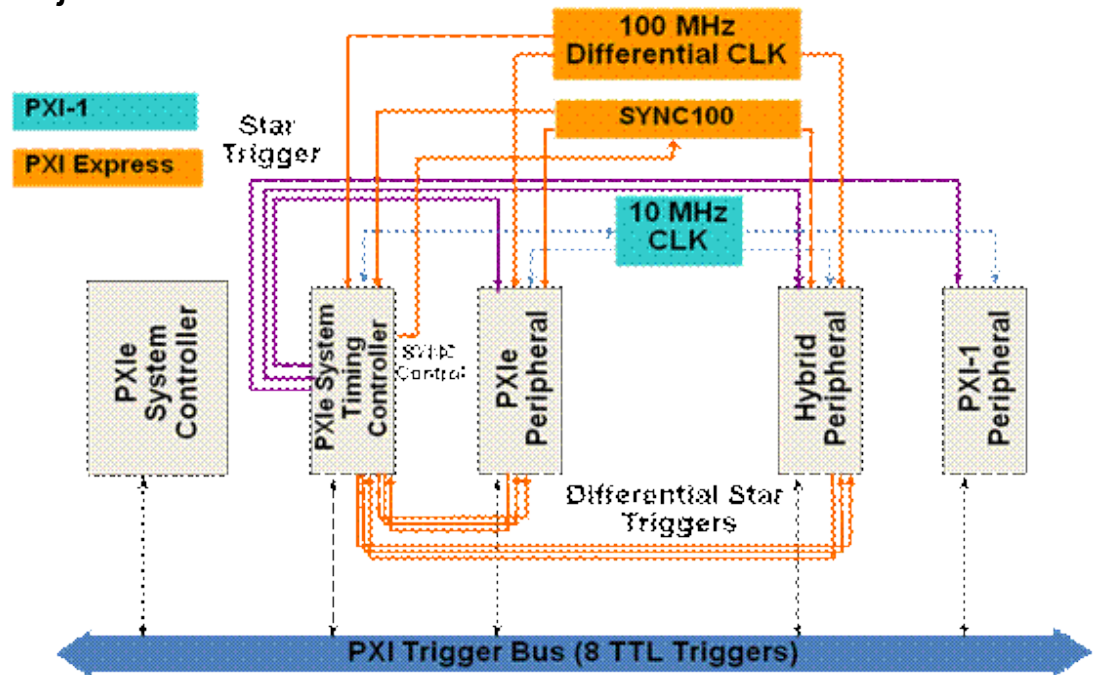 100 MHz
Differential CLK
PXI-1
SYNC100
Star
Trigger
PXI Express
10 MHz
CLK
PXIe
System
Controller
PXIe System
Timing
Controller
SYNC
Control
PXIe
Peripheral
Hybrid
Peripheral
PXI-1
Peripheral
Differential Star
Triggers
PXI Trigger Bus (8 TTL Triggers)